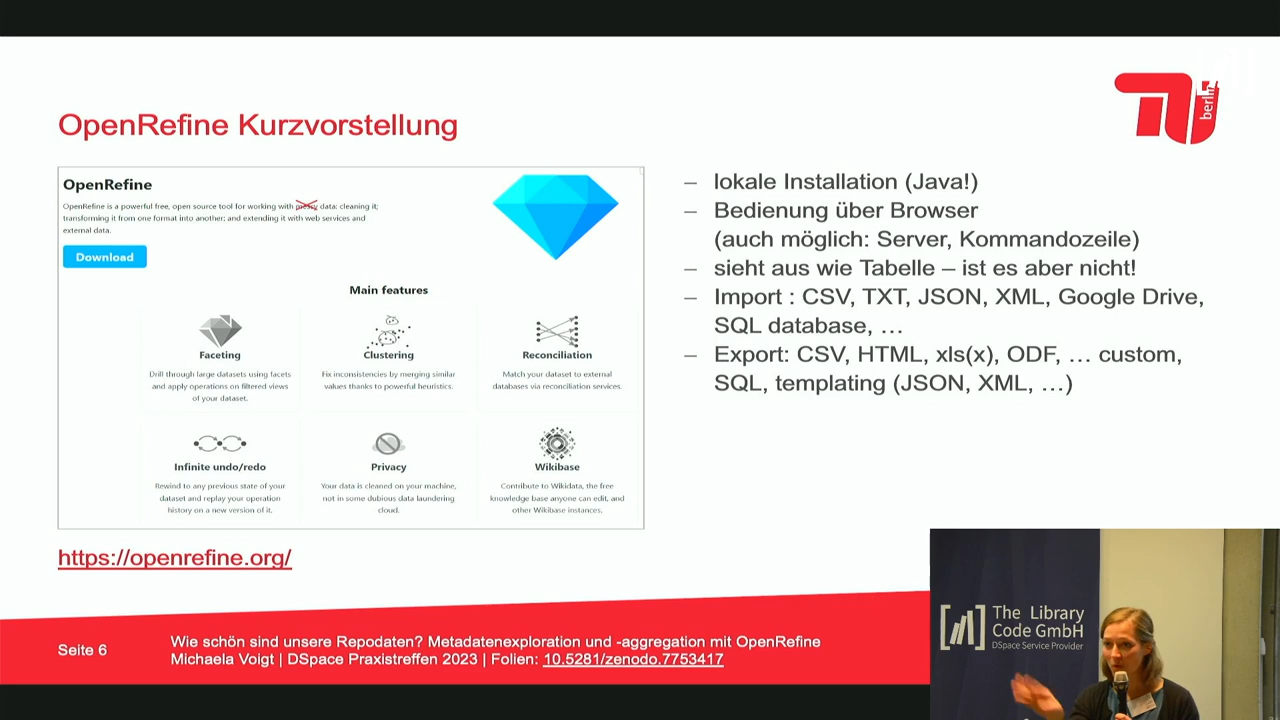 berlin
OpenRefine Kurzvorstellung
OpenRefine
OpenRefine is a powerful free, open source tool for working with messy data: cleaning it;
transforming it from one format into another; and extending it with web services and
external data.
Download
Main features
Faceting
Drill through large datasets using facets
and apply operations on filtered views
of your dataset.
Clustering
Fix inconsistencies by merging similar
values thanks to powerful heuristics.
Reconciliation
Match your dataset to external
databases via reconciliation services.
Infinite undo/redo
Rewind to any previous state of your
dataset and replay your operation
history on a new version of it.
Privacy
Your data is cleaned on your machine,
not in some dubious data laundering
cloud.
Wikibase
Contribute to Wikidata, the free
knowledge base anyone can edit, and
other Wikibase instances.
https://openrefine.org/
– lokale Installation (Java!)
– Bedienung über Browser
(auch möglich: Server, Kommandozeile)
– sieht aus wie Tabelle – ist es aber nicht!
– Import : CSV, TXT, JSON, XML, Google Drive,
SQL database, …
– Export: CSV, HTML, xls(x), ODF, … custom,
SQL, templating (JSON, XML, …)
Seite 6
Wie schön sind unsere Repodaten? Metadatenexploration und -aggregation mit OpenRefine
Michaela Voigt | DSpace Praxistreffen 2023 | Folien: 10.5281/zenodo.7753417
The Library
Code GmbH
DSpace Service Provider